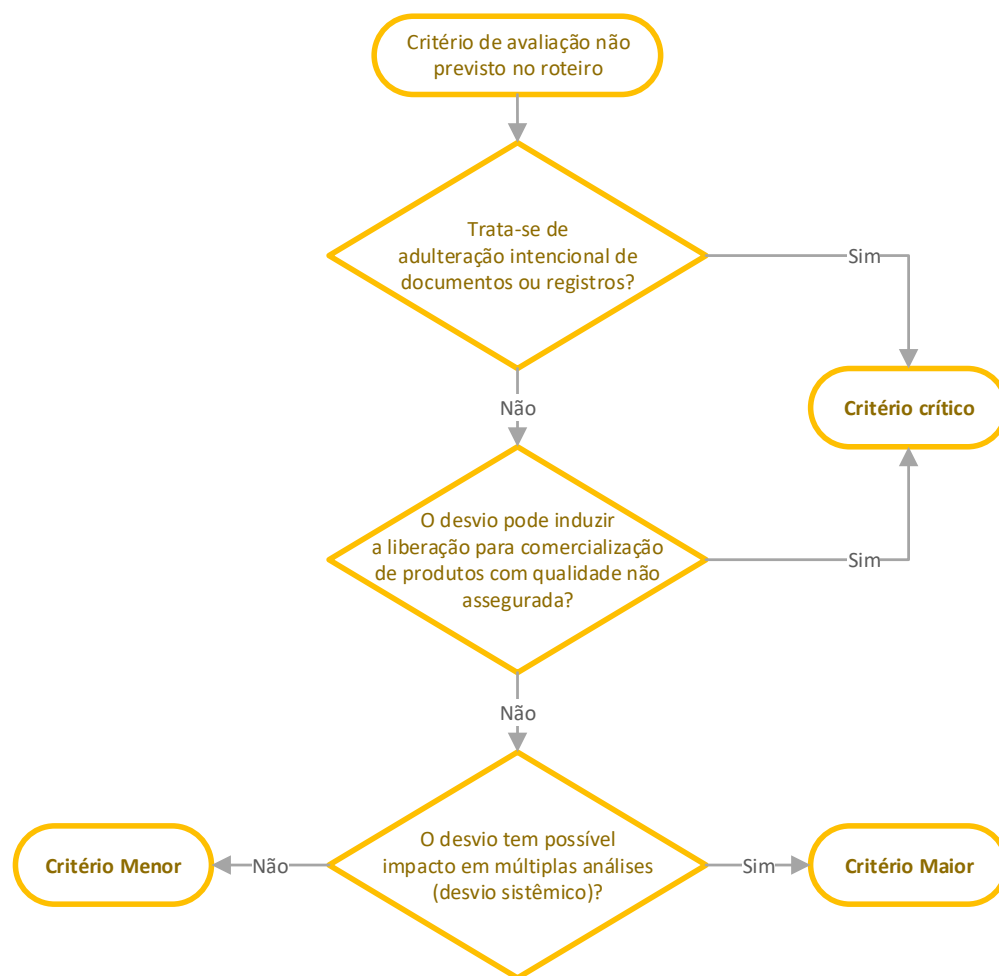 Critério de avaliação não
previsto no roteiro
Trata-se de
adulteração intencional de
documentos ou registros?
Sim
Não
Critério crítico
O desvio pode induzir
a liberação para comercialização
de produtos com qualidade não
assegurada?
Sim
Não
O desvio tem possível
impacto em múltiplas análises
(desvio sistêmico)?
Critério Menor
Não
Sim
Critério Maior